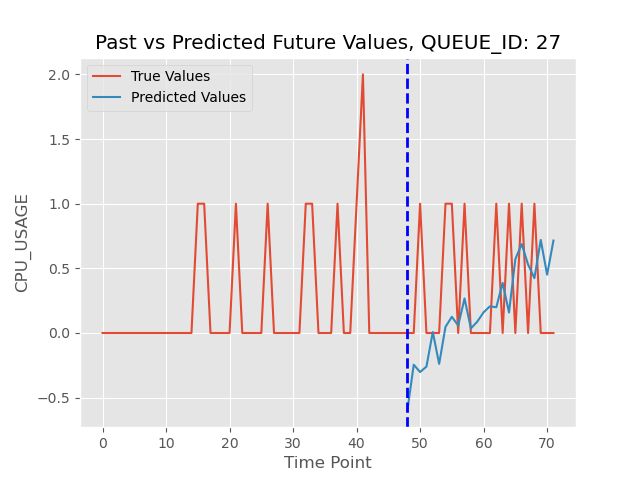 Past vs Predicted Future Values, QUEUE_ID: 27
True Values
Predicted Values
2.0
1.5
1.0
0.5
0.0
−0.5
CPU_USAGE
0 10 20 30 40 50 60 70
Time Point